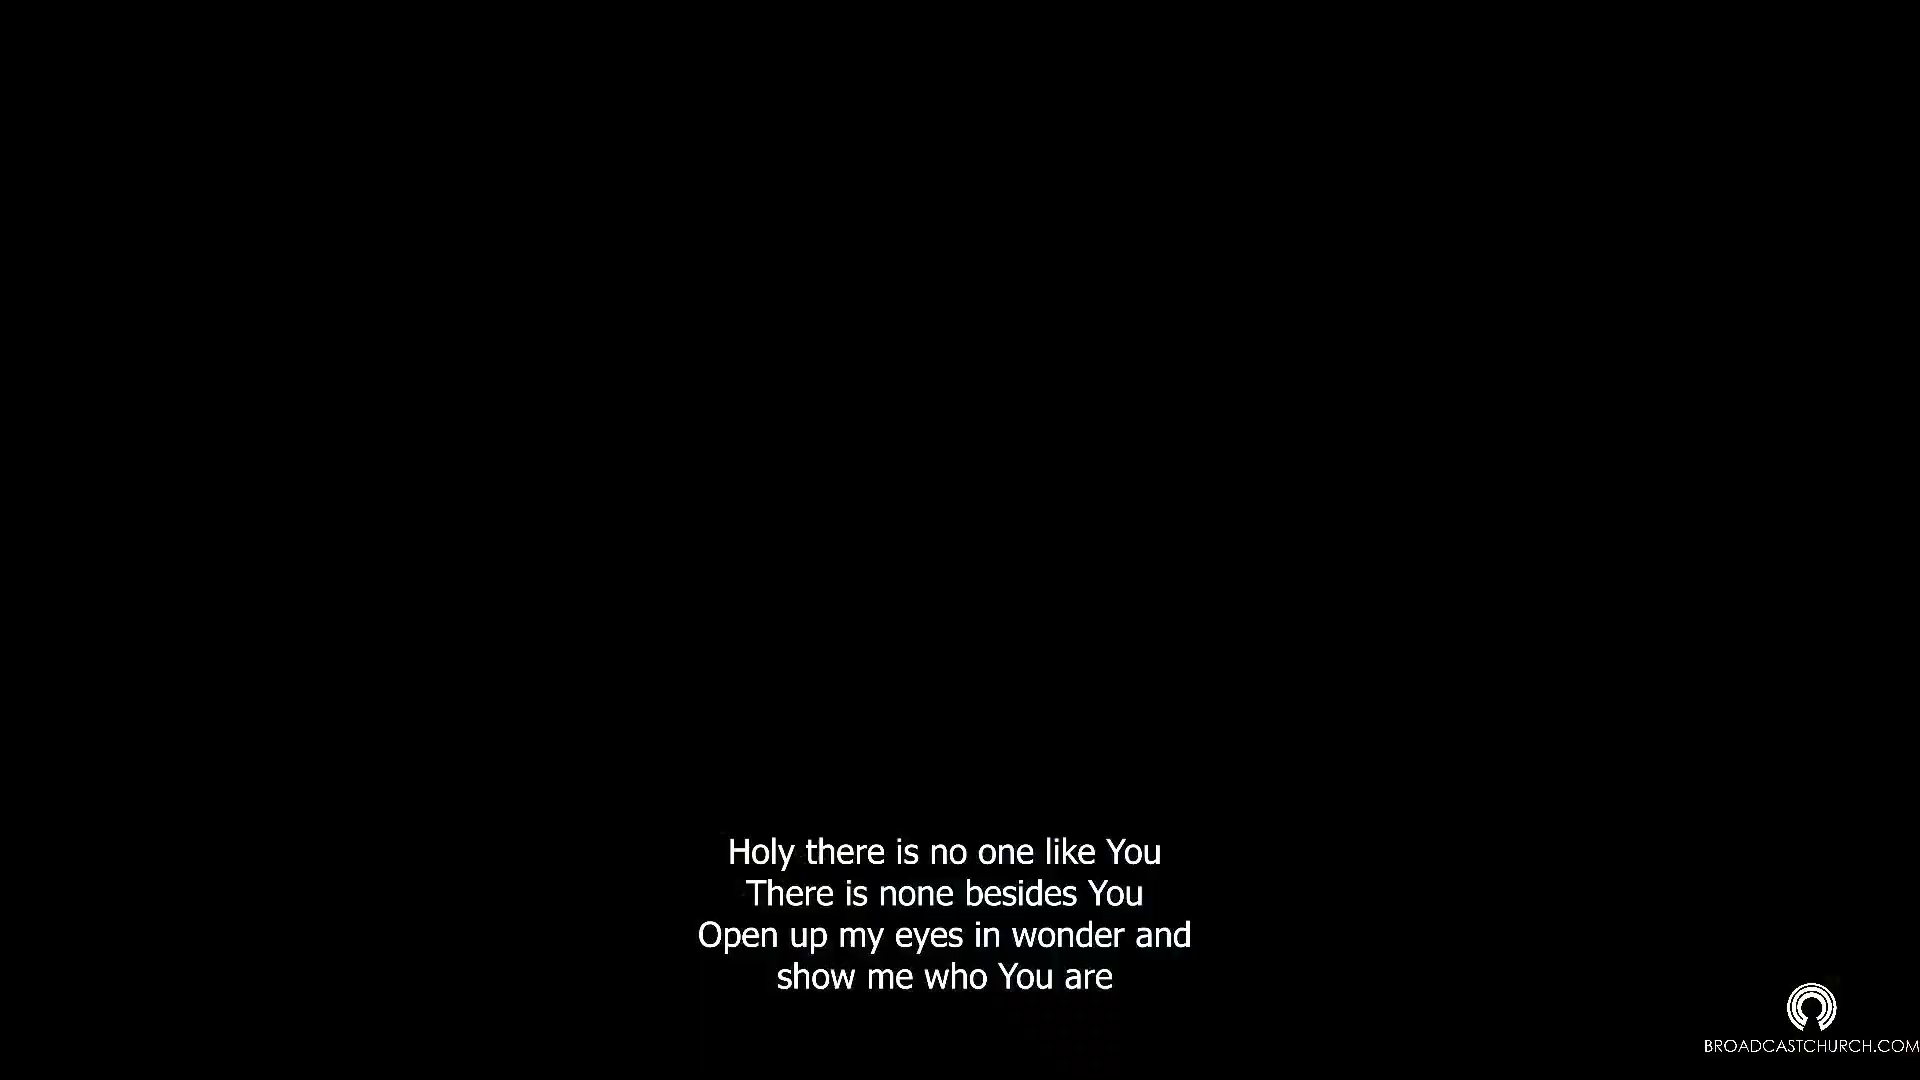 Holy there is no one like You
There is none besides You
Open up my eyes in wonder and
show me who You are
BROADCASTCHURCH.COM